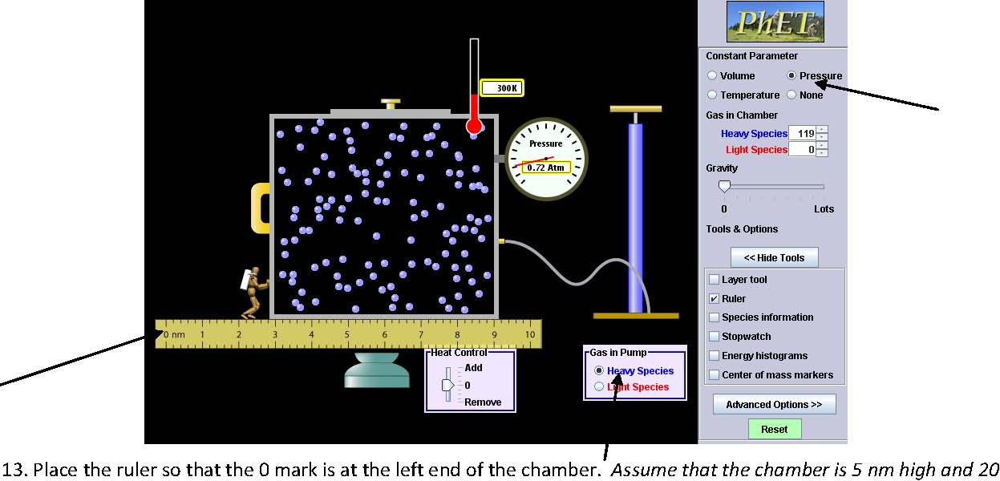 PhET
Constant Parameter
Volume Pressure
Temperature None
Gas in Chamber
Heavy Species 119
Light Species 0
Gravity
0 Lots
Tools & Options
<< Hide Tools
Layer tool
Ruler
Species information
Stopwatch
Energy histograms
Center of mass markers
Advanced Options >>
Reset
300K
Pressure
0.72 Atm
0 nm 1 2 3 4 5 6 7 8 9 10
Heat Control
Add
0
Remove
Gas in Pump
Heavy Species
Light Species
13. Place the ruler so that the 0 mark is at the left end of the chamber. Assume that the chamber is 5 nm high and 20